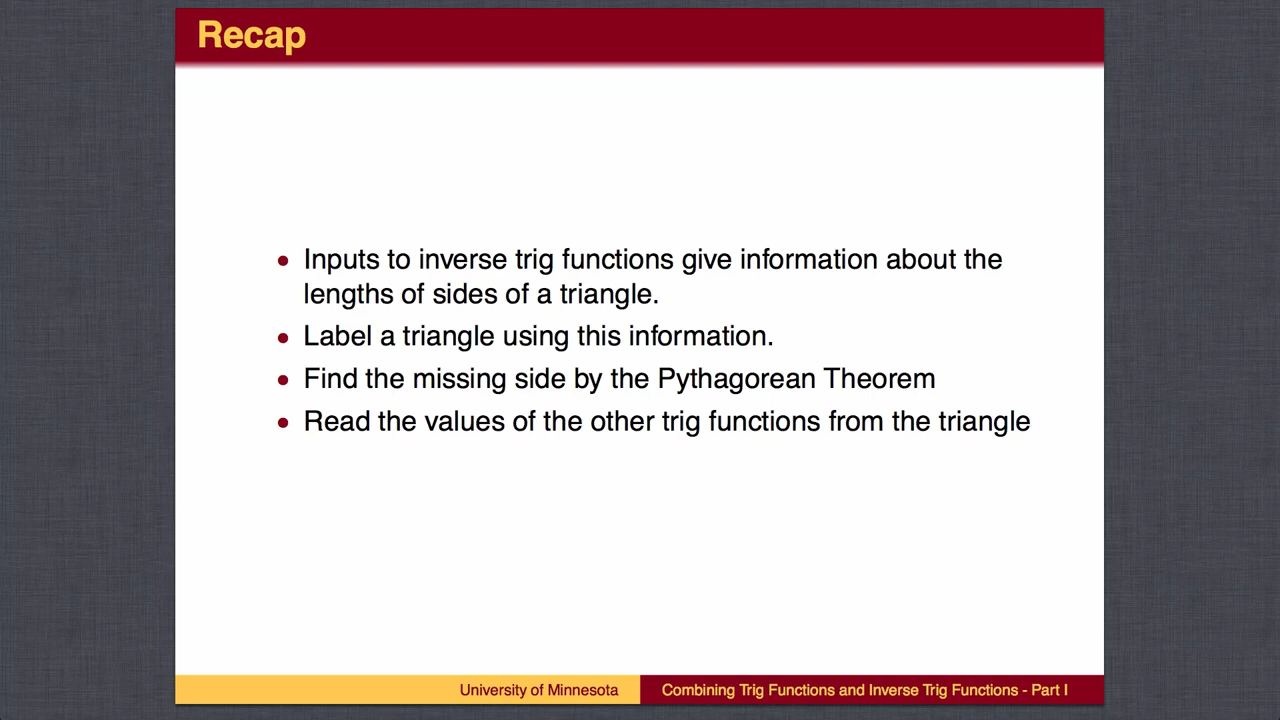 Recap
• Inputs to inverse trig functions give information about the
lengths of sides of a triangle.
• Label a triangle using this information.
• Find the missing side by the Pythagorean Theorem
• Read the values of the other trig functions from the triangle
University of Minnesota
Combining Trig Functions and Inverse Trig Functions - Part I